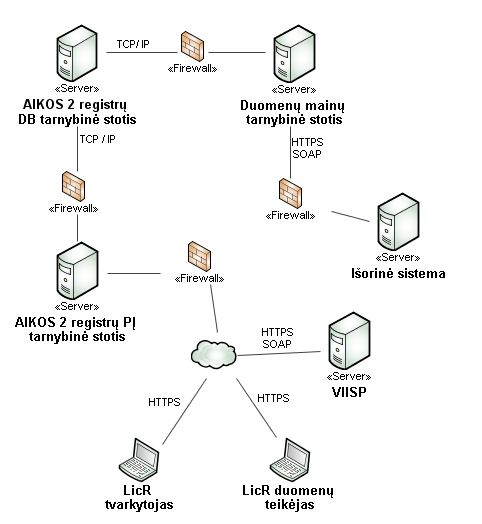 TCP/ IP
«Firewall»
«Server»
AIKOS 2 registrų
DB tarnybinė stotis
«Server»
Duomenų mainų
tarnybinė stotis
TCP / IP
HTTPS
SOAP
«Firewall»
«Firewall»
«Server»
Išorinė sistema
«Firewall»
«Server»
AIKOS 2 registrų PĮ
tarnybinė stotis
HTTPS
SOAP
«Server»
VIISP
HTTPS
HTTPS
LicR
tvarkytojas
LicR duomenų
teikėjas